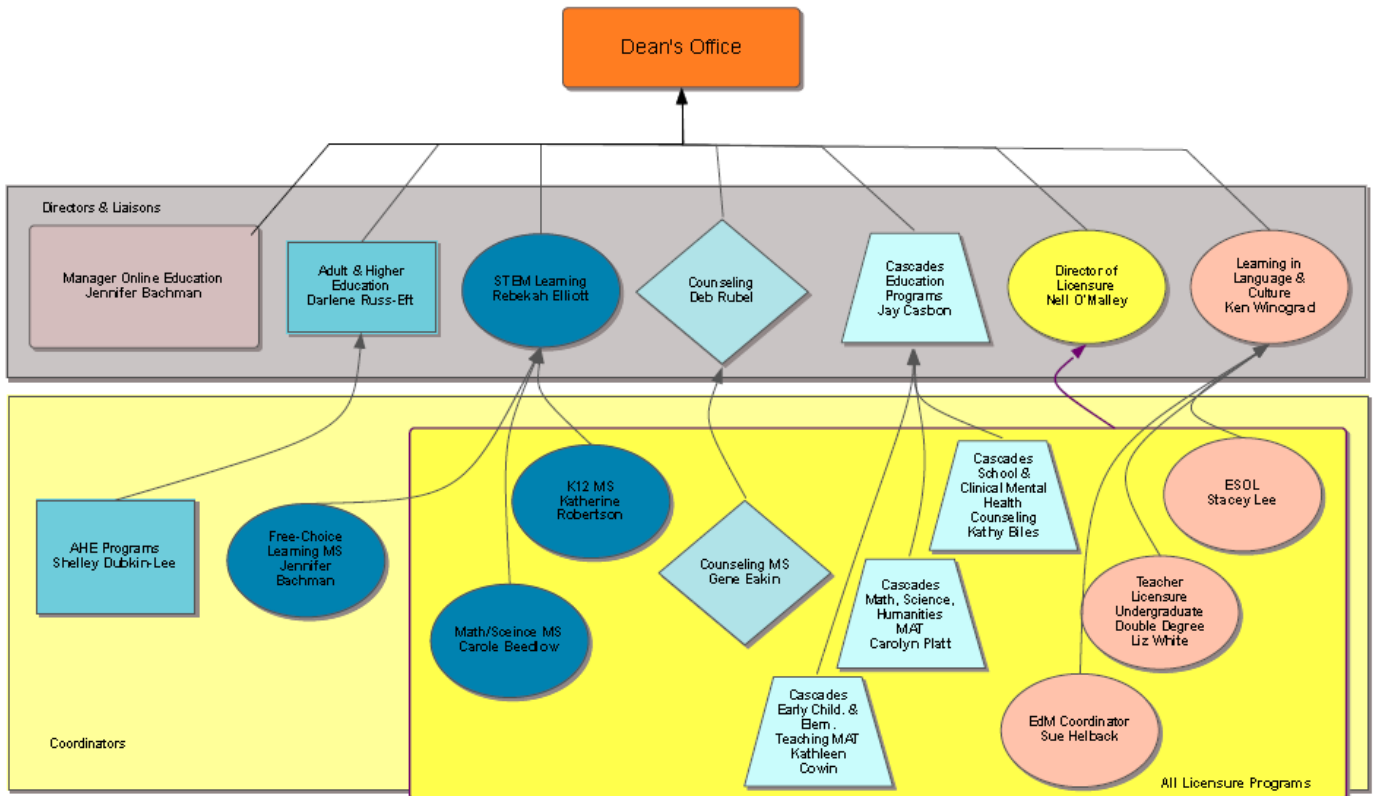 Dean's Office
Directors & Liaisons
Manager Online Education
Jennifer Bachman
Adult & Higher
Education
Darlene Russ-Eft
STEM Learning
Rebekah Elliott
Counseling
Deb Rubel
Cascades
Education
Programs
Jay Casbon
Director of
Licensure
Nell O'Malley
Learning in
Language &
Culture
Ken Winograd
AHE Programs
Shelley Dubkin-Lee
Free-Choice
Learning MS
Jennifer
Bachman
K12 MS
Katherine
Robertson
Math/Sceince MS
Carole Beedlow
Counseling MS
Gene Eakin
Cascades
School &
Clinical Mental
Health
Counseling
Kathy Biles
Cascades
Math, Science,
Humanities
MAT
Carolyn Platt
Cascades
Early Child. &
Elem.
Teaching MAT
Kathleen
Cowin
ESOL
Stacey Lee
Teacher
Licensure
Undergraduate
Double Degree
Liz White
EdM Coordinator
Sue Helback
Coordinators
All Licensure Programs